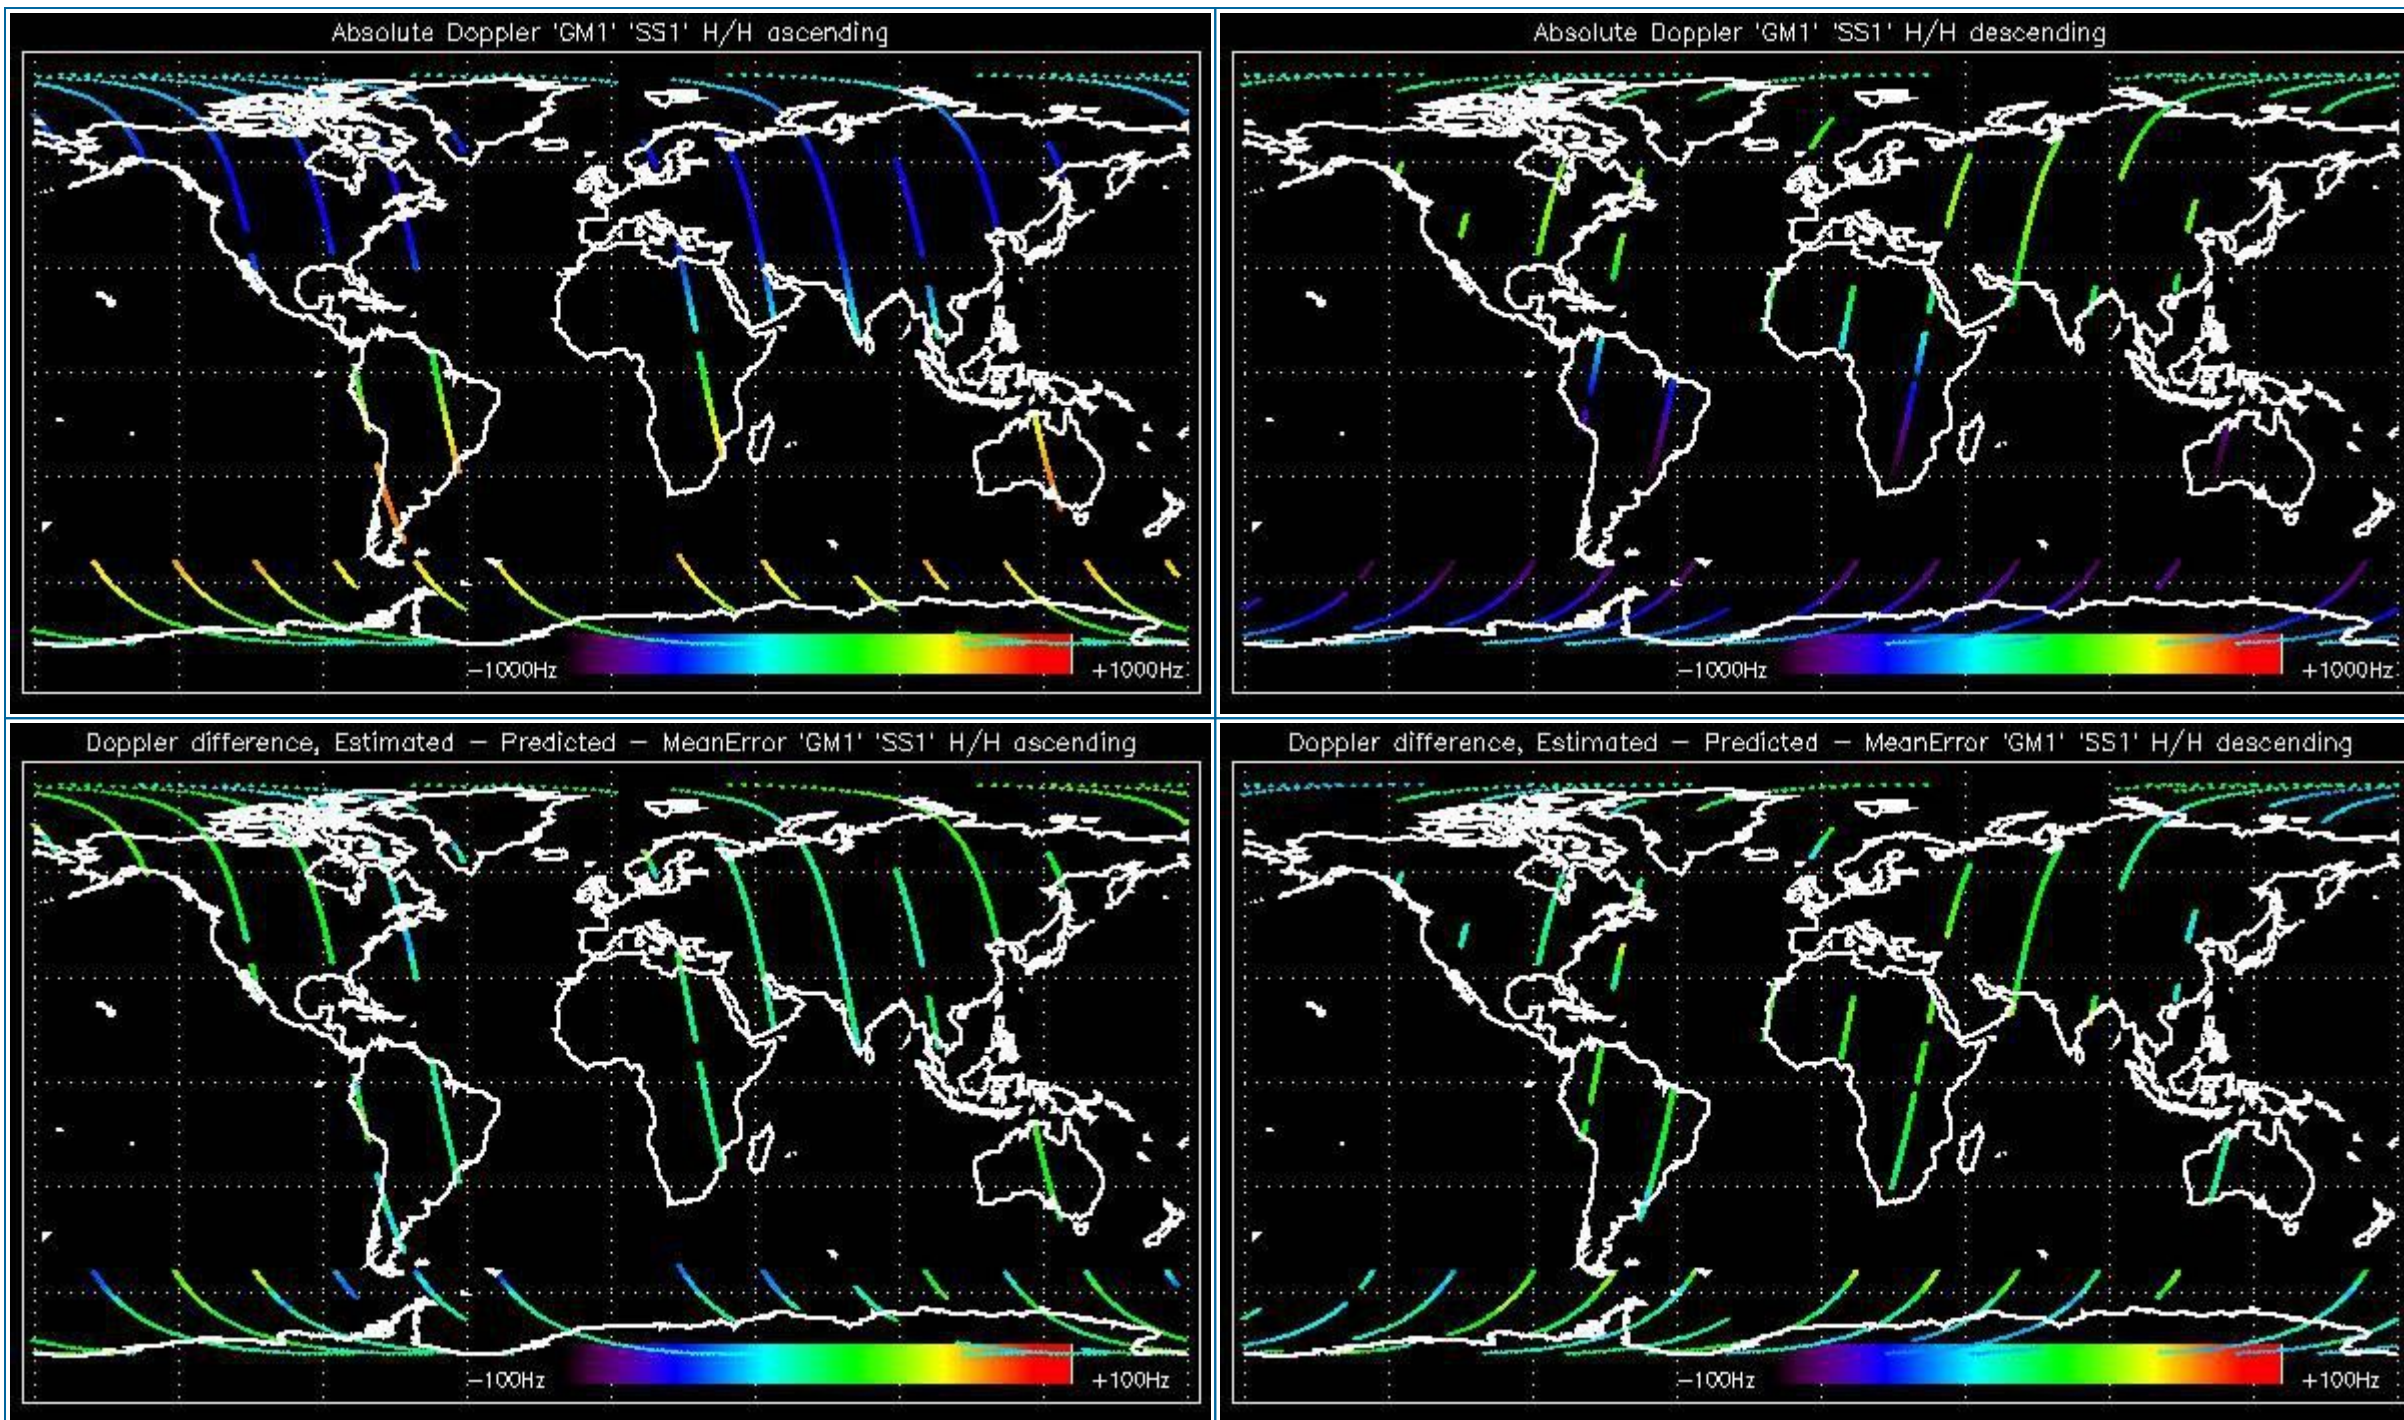 Absolute Doppler 'GM1' 'SS1' H/H ascending
−1000Hz
+1000Hz
Absolute Doppler 'GM1' 'SS1' H/H descending
−1000Hz
+1000Hz
Doppler difference, Estimated − Predicted − MeanError 'GM1' 'SS1' H/H ascending
−100Hz
+100Hz
Doppler difference, Estimated − Predicted − MeanError 'GM1' 'SS1' H/H descending
−100Hz
+100Hz